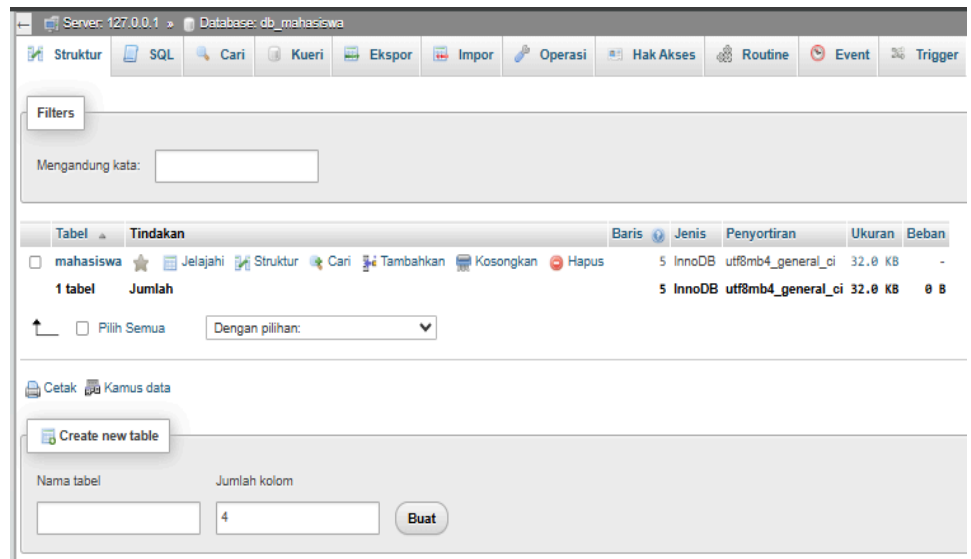 Server: 127.0.0.1 » Database: db_mahasiswa
Struktur SQL Cari Kueri Ekspor Impor Operasi Hak Akses Routine Event Trigger
Filters
Mengandung kata:
Tabel Tindakan Baris Jenis Penyortiran Ukuran Beban
mahasiswa Jelajahi Struktur Cari Tambahkan Kosongkan Hapus 5 InnoDB utf8mb4_general_ci 32.0 KB -
1 tabel Jumlah 5 InnoDB utf8mb4_general_ci 32.0 KB 0 B
Pilih Semua Dengan pilihan:
Cetak Kamus data
Create new table
Nama tabel Jumlah kolom
4 Buat